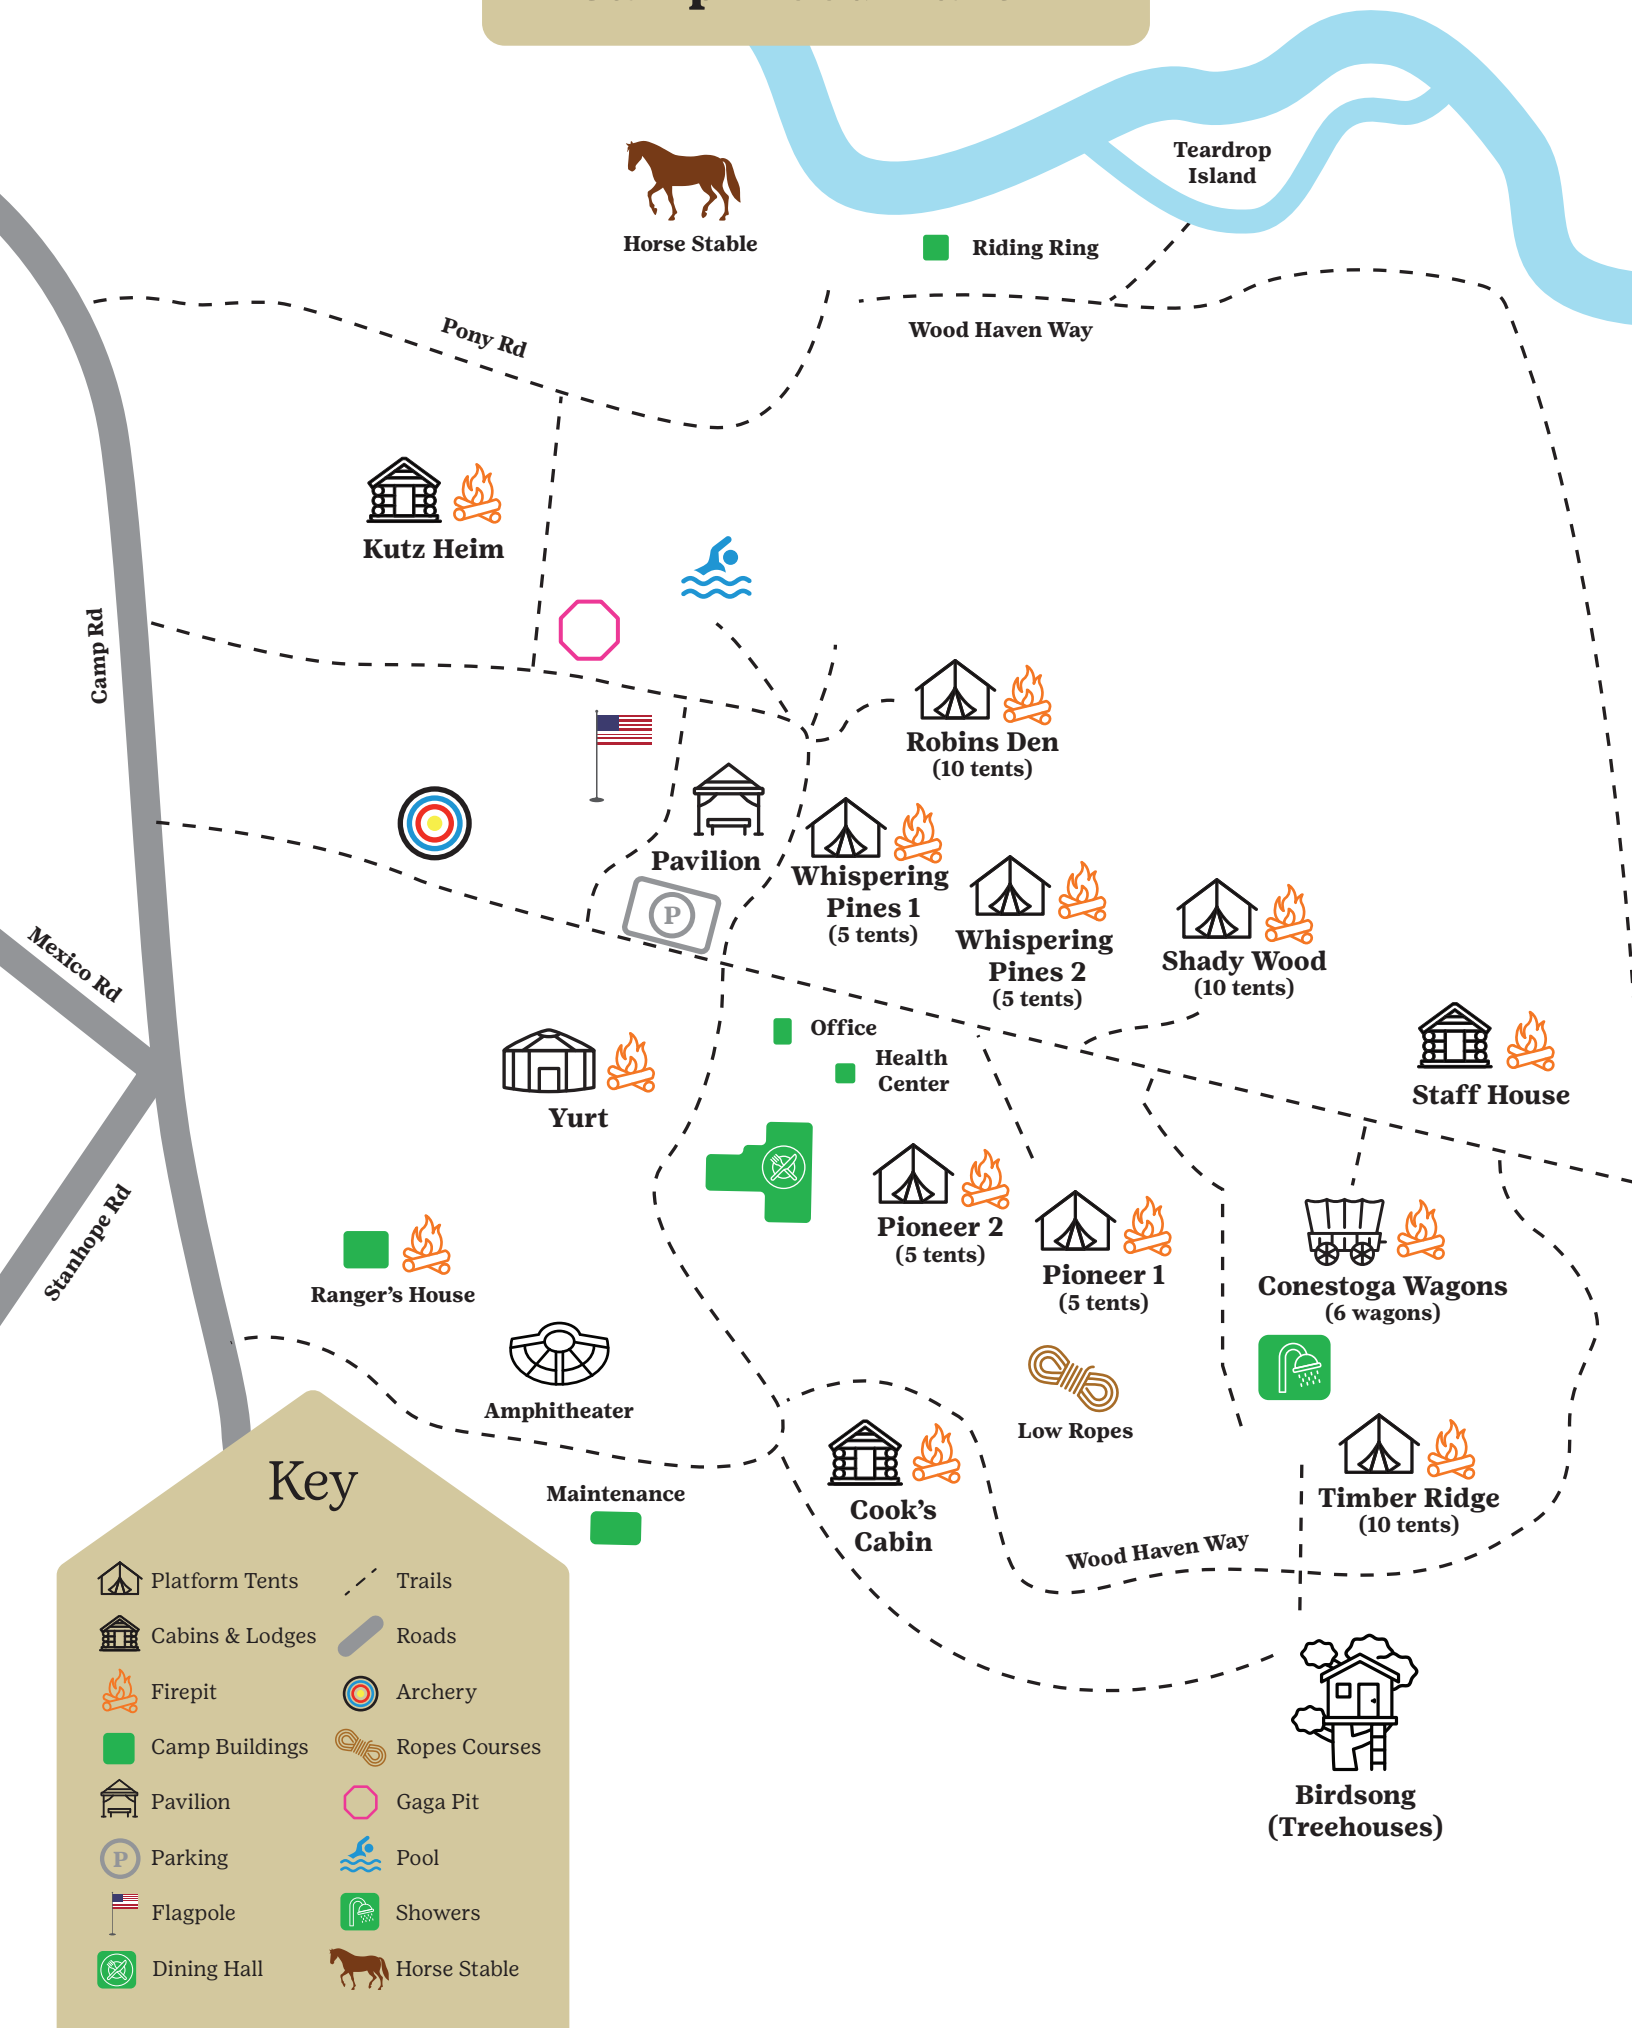 Teardrop
Island
Horse Stable
Riding Ring
Pony Rd
Wood Haven Way
Kutz Heim
Camp Rd
Robins Den
(10 tents)
Pavilion
P
Whispering
Pines 1
(5 tents)
Whispering
Pines 2
(5 tents)
Shady Wood
(10 tents)
Mexico Rd
Office
Health
Center
Yurt
Staff House
Stanhope Rd
Pioneer 2
(5 tents)
Pioneer 1
(5 tents)
Conestoga Wagons
(6 wagons)
Ranger's House
Amphitheater
Low Ropes
Maintenance
Cook's
Cabin
Timber Ridge
(10 tents)
Wood Haven Way
Birdsong
(Treehouses)
Key
Platform Tents
Cabins & Lodges
Firepit
Camp Buildings
Pavilion
P Parking
Flagpole
Dining Hall
Trails
Roads
Archery
Ropes Courses
Gaga Pit
Pool
Showers
Horse Stable